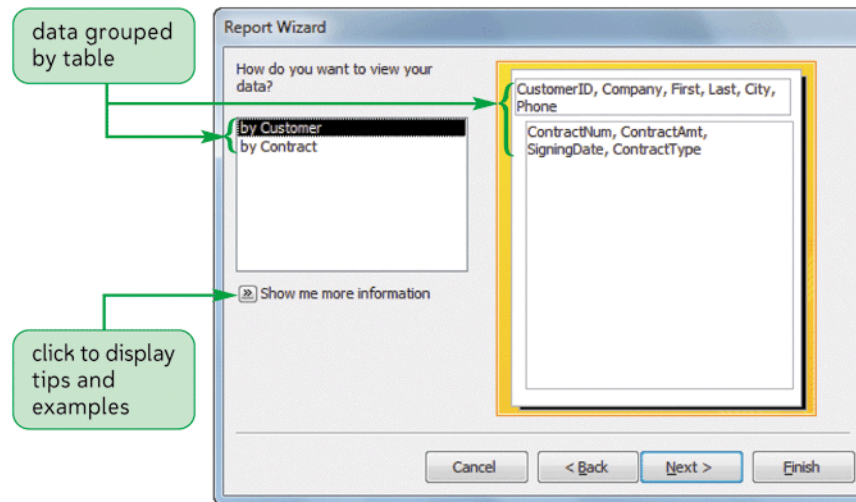 data grouped
by table
Report Wizard
How do you want to view your
data?
by Customer
by Contract
CustomerID, Company, First, Last, City,
Phone
ContractNum, ContractAmt,
SigningDate, ContractType
Show me more information
click to display
tips and
examples
Cancel
< Back
Next >
Finish